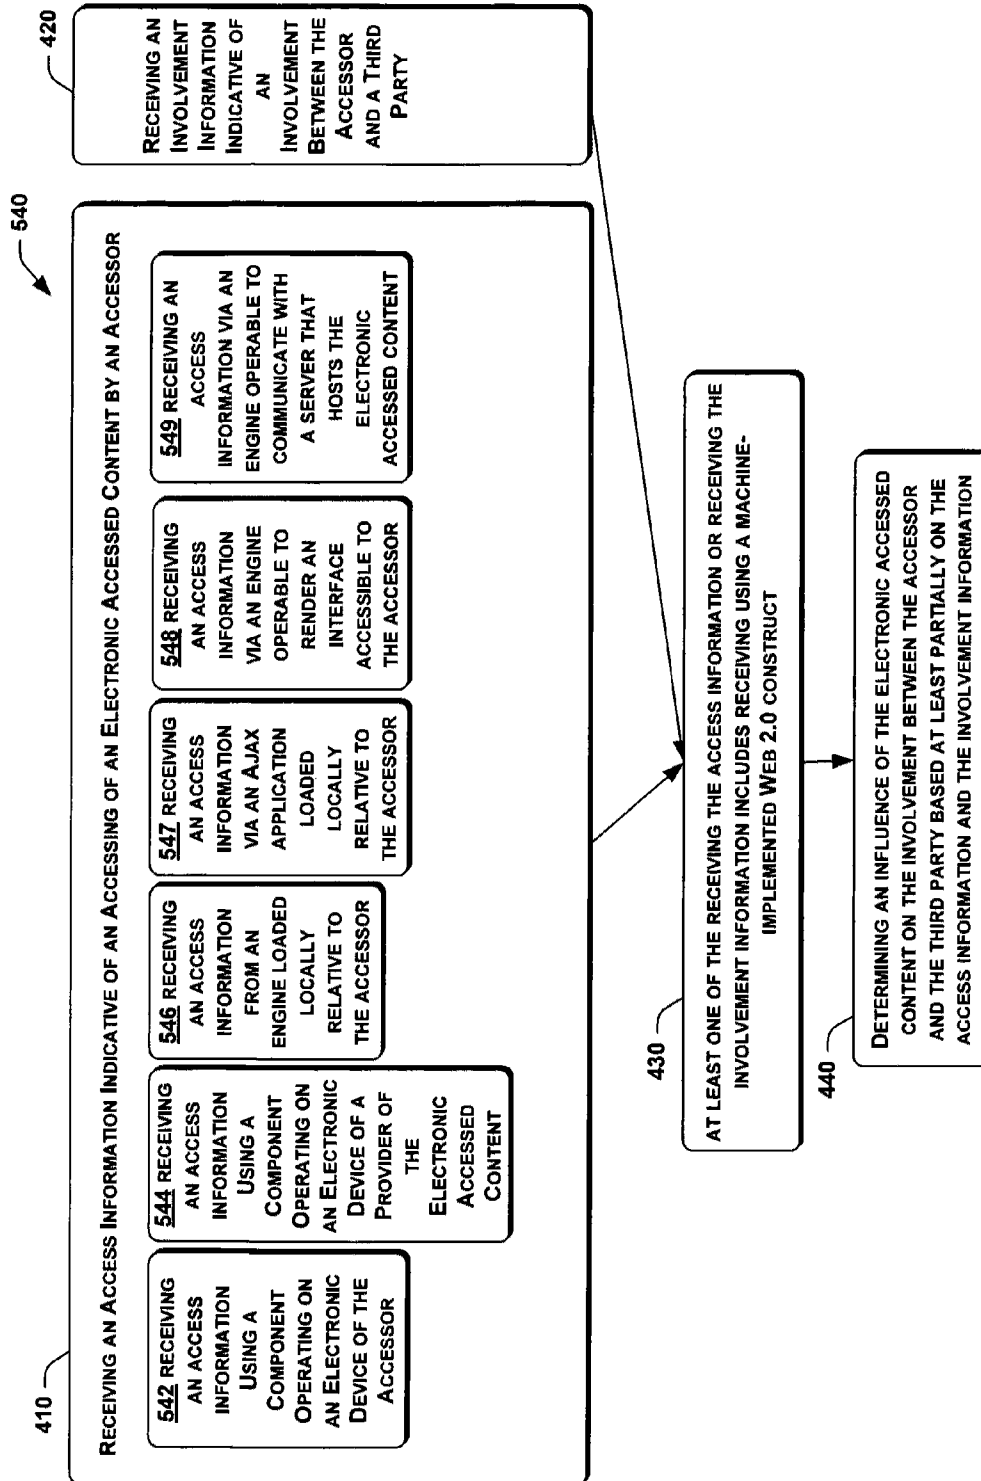 540
410
RECEIVING AN ACCESS INFORMATION INDICATIVE OF AN ACCESSING OF AN ELECTRONIC ACCESSED CONTENT BY AN ACCESSOR
542 RECEIVING
AN ACCESS
INFORMATION
USING A
COMPONENT
OPERATING ON
AN ELECTRONIC
DEVICE OF THE
ACCESSOR
544 RECEIVING
AN ACCESS
INFORMATION
USING A
COMPONENT
OPERATING ON
AN ELECTRONIC
DEVICE OF A
PROVIDER OF
THE
ELECTRONIC
ACCESSED
CONTENT
546 RECEIVING
AN ACCESS
INFORMATION
FROM AN
ENGINE LOADED
LOCALLY
RELATIVE TO
THE ACCESSOR
547 RECEIVING
AN ACCESS
INFORMATION
VIA AN AJAX
APPLICATION
LOADED
LOCALLY
RELATIVE TO
THE ACCESSOR
548 RECEIVING
AN ACCESS
INFORMATION
VIA AN ENGINE
OPERABLE TO
RENDER AN
INTERFACE
ACCESSIBLE TO
THE ACCESSOR
549 RECEIVING AN
ACCESS
INFORMATION VIA AN
ENGINE OPERABLE TO
COMMUNICATE WITH
A SERVER THAT
HOSTS THE
ELECTRONIC
ACCESSED CONTENT
420
RECEIVING AN
INVOLVEMENT
INFORMATION
INDICATIVE OF
AN
INVOLVEMENT
BETWEEN THE
ACCESSOR
AND A THIRD
PARTY
430
AT LEAST ONE OF THE RECEIVING THE ACCESS INFORMATION OR RECEIVING THE
INVOLVEMENT INFORMATION INCLUDES RECEIVING USING A MACHINE-
IMPLEMENTED WEB 2.0 CONSTRUCT
440
DETERMINING AN INFLUENCE OF THE ELECTRONIC ACCESSED
CONTENT ON THE INVOLVEMENT BETWEEN THE ACCESSOR
AND THE THIRD PARTY BASED AT LEAST PARTIALLY ON THE
ACCESS INFORMATION AND THE INVOLVEMENT INFORMATION